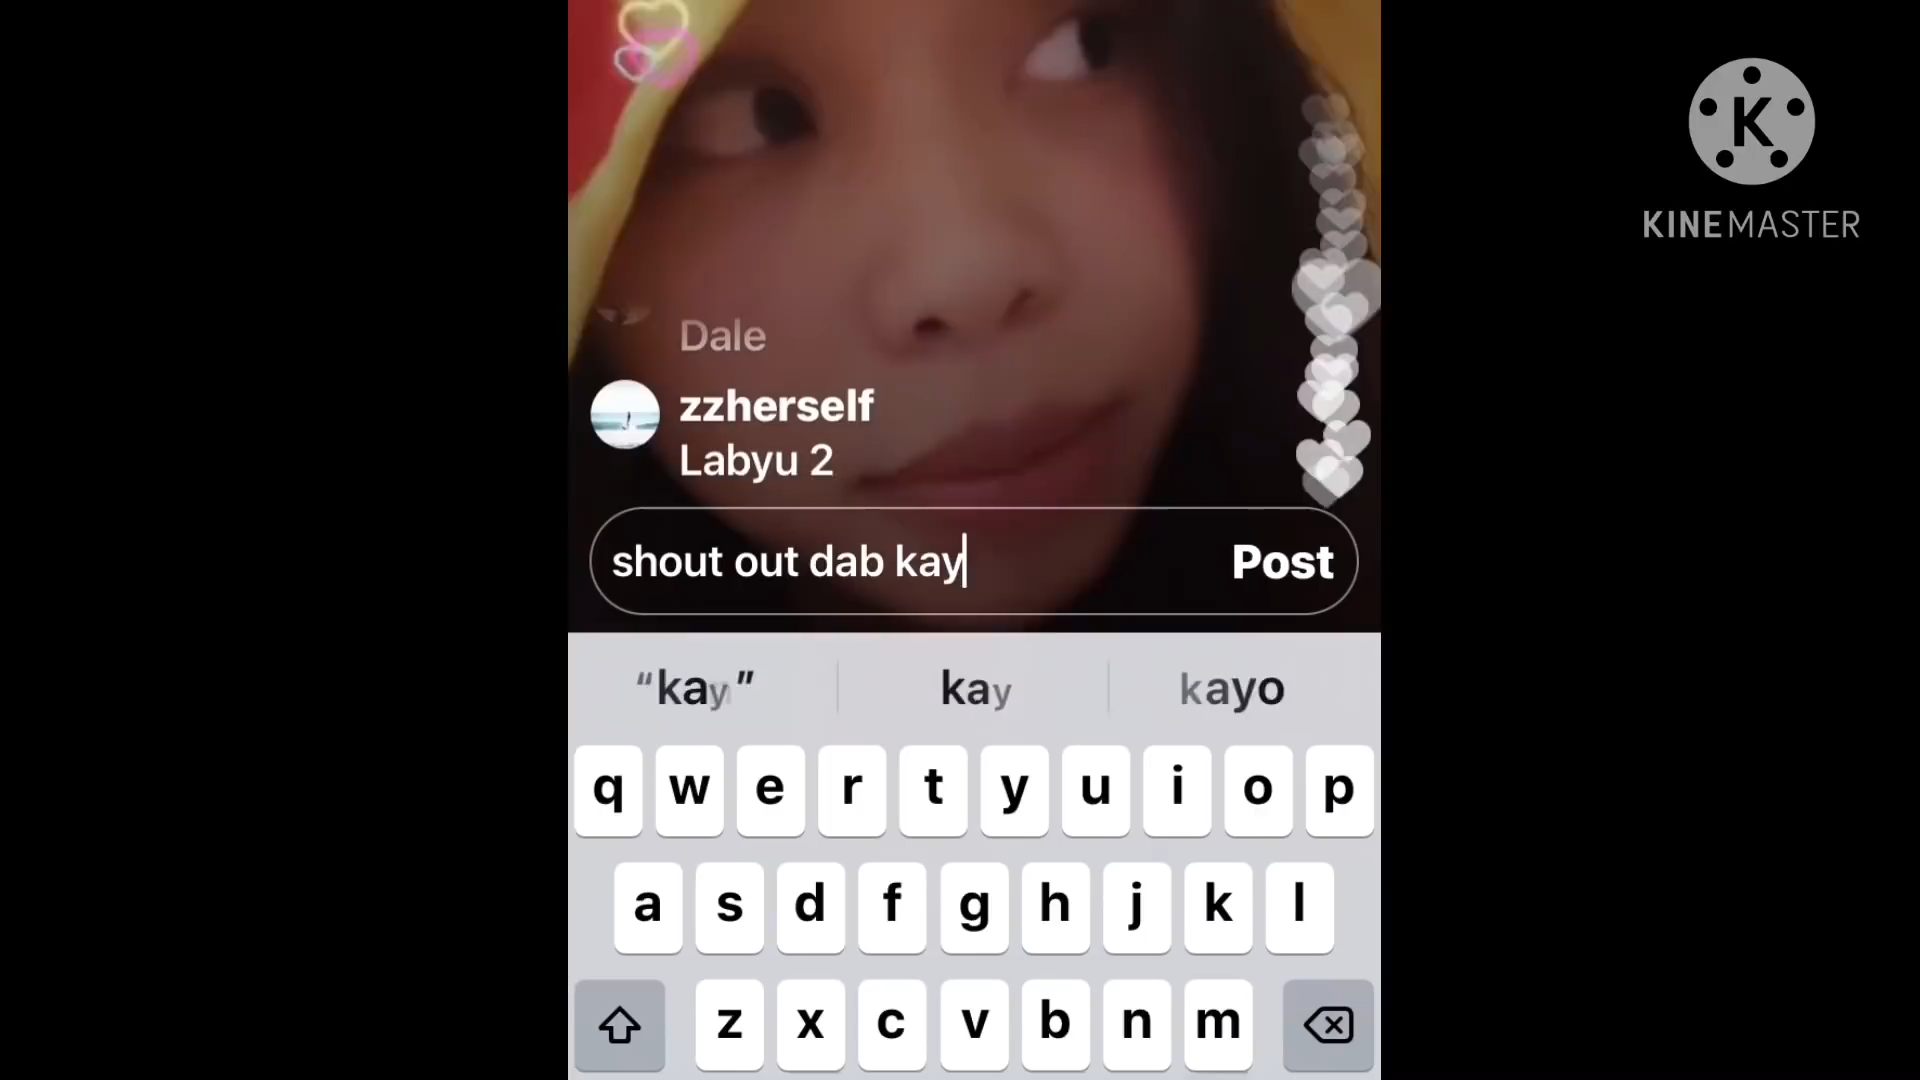 K
KINEMASTER
Dale
zzherself
Labyu 2
shout out dab kay
Post
“kay” kay kayo
q w e r t y u i o p
a s d f g h j k l
z x c v b n m